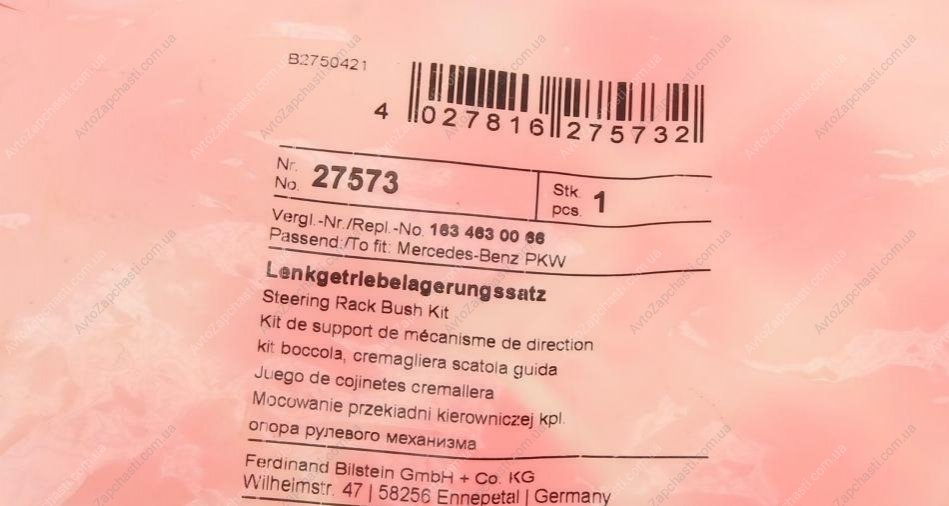 B2750421
4 027816 275732
Nr.
No. 27573
Stk.
pcs. 1
Vergl.-Nr./Repl.-No. 163 463 00 66
Passend:/To fit: Mercedes-Benz PKW
Lenkgetriebelagerungssatz
Steering Rack Bush Kit
Kit de support de mécanisme de direction
kit boccola, cremagliera scatola guida
Juego de cojinetes cremallera
Mocowanie przekładni kierowniczej kpl.
опора рулевого механизма
Ferdinand Bilstein GmbH + Co. KG
Wilhelmstr. 47 | 58256 Ennepetal | Germany
AvtoZapchasti.com.ua